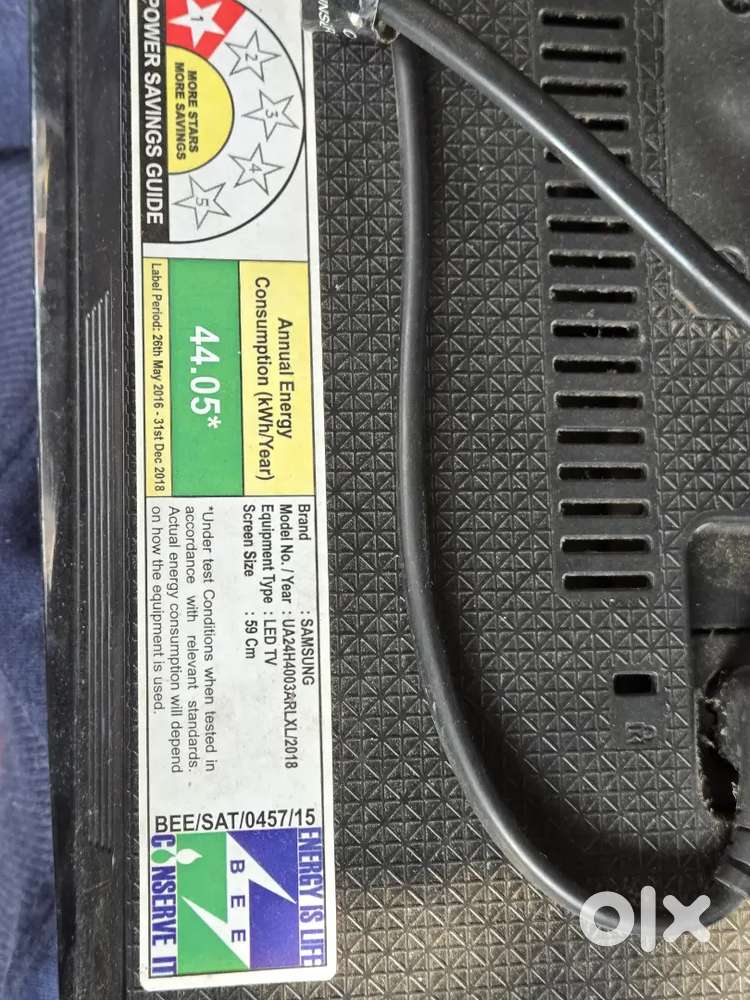 1
2
3
4
5
MORE STARS
MORE SAVINGS
POWER SAVINGS GUIDE
Annual Energy
Consumption (kWh/Year)
44.05*
Label Period: 26th May 2016 - 31st Dec 2018
Brand : SAMSUNG
Model No. / Year : UA24H4003ARLXL/2018
Equipment Type : LED TV
Screen Size : 59 Cm
*Under test Conditions when tested in
accordance with relevant standards.
Actual energy consumption will depend
on how the equipment is used.
BEE/SAT/0457/15
ENERGY IS LIFE
BEE
CONSERVE IT
olx